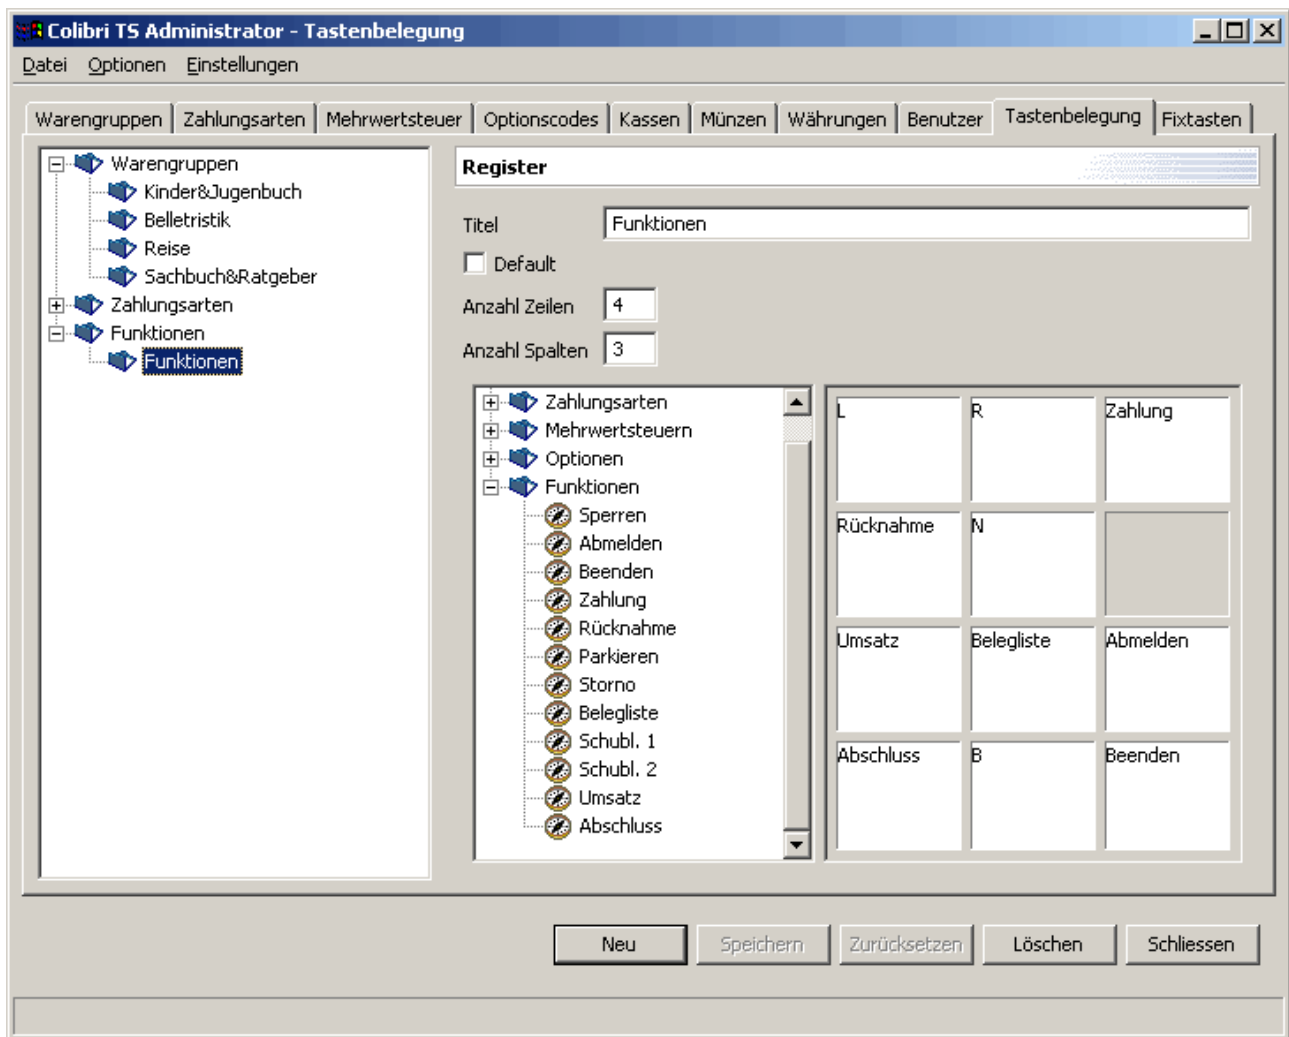 Colibri TS Administrator - Tastenbelegung
Datei Optionen Einstellungen
Warengruppen Zahlungsarten Mehrwertsteuer Optionscodes Kassen Münzen Währungen Benutzer Tastenbelegung Fixtasten
Warengruppen
Kinder&Jugenbuch
Belletristik
Reise
Sachbuch&Ratgeber
Zahlungsarten
Funktionen
Funktionen
Register
Titel Funktionen
Default
Anzahl Zeilen 4
Anzahl Spalten 3
Zahlungsarten
Mehrwertsteuern
Optionen
Funktionen
Sperren
Abmelden
Beenden
Zahlung
Rücknahme
Parkieren
Storno
Belegliste
Schubl. 1
Schubl. 2
Umsatz
Abschluss
L R Zahlung
Rücknahme N
Umsatz Belegliste Abmelden
Abschluss B Beenden
Neu Speichern Zurücksetzen Löschen Schliessen